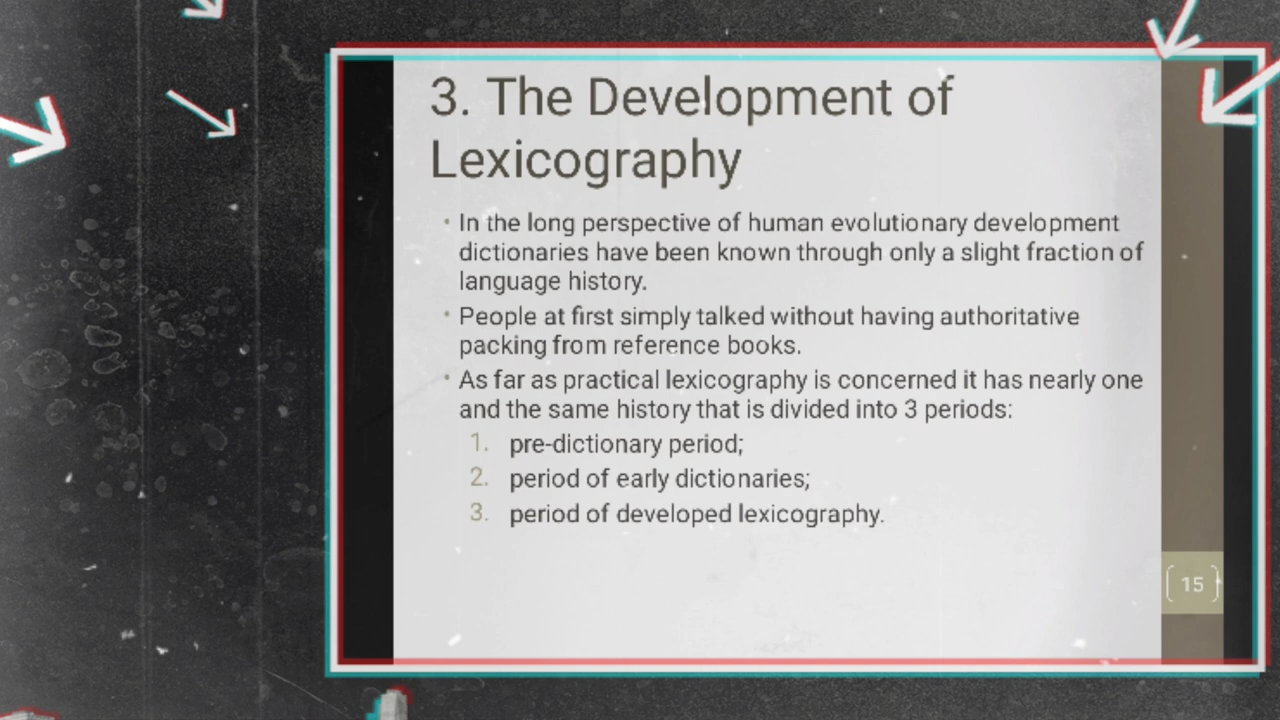 3. The Development of
Lexicography
• In the long perspective of human evolutionary development
dictionaries have been known through only a slight fraction of
language history.
• People at first simply talked without having authoritative
packing from reference books.
• As far as practical lexicography is concerned it has nearly one
and the same history that is divided into 3 periods:
1. pre-dictionary period;
2. period of early dictionaries;
3. period of developed lexicography.
15